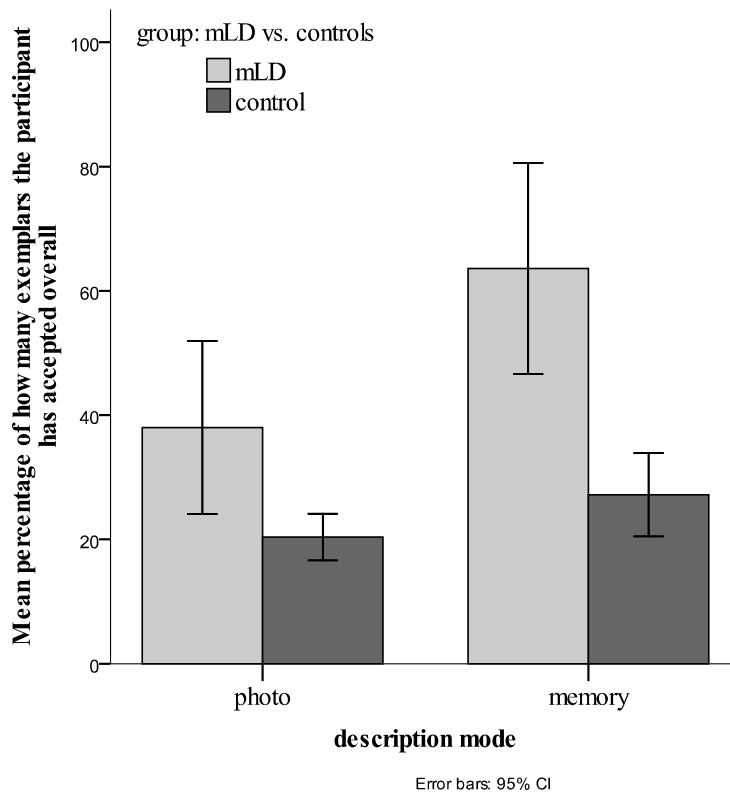 group: mLD vs. controls
mLD
control
Mean percentage of how many exemplars the participant
has accepted overall
100
80
60
40
20
0
photo
memory
description mode
Error bars: 95% CI